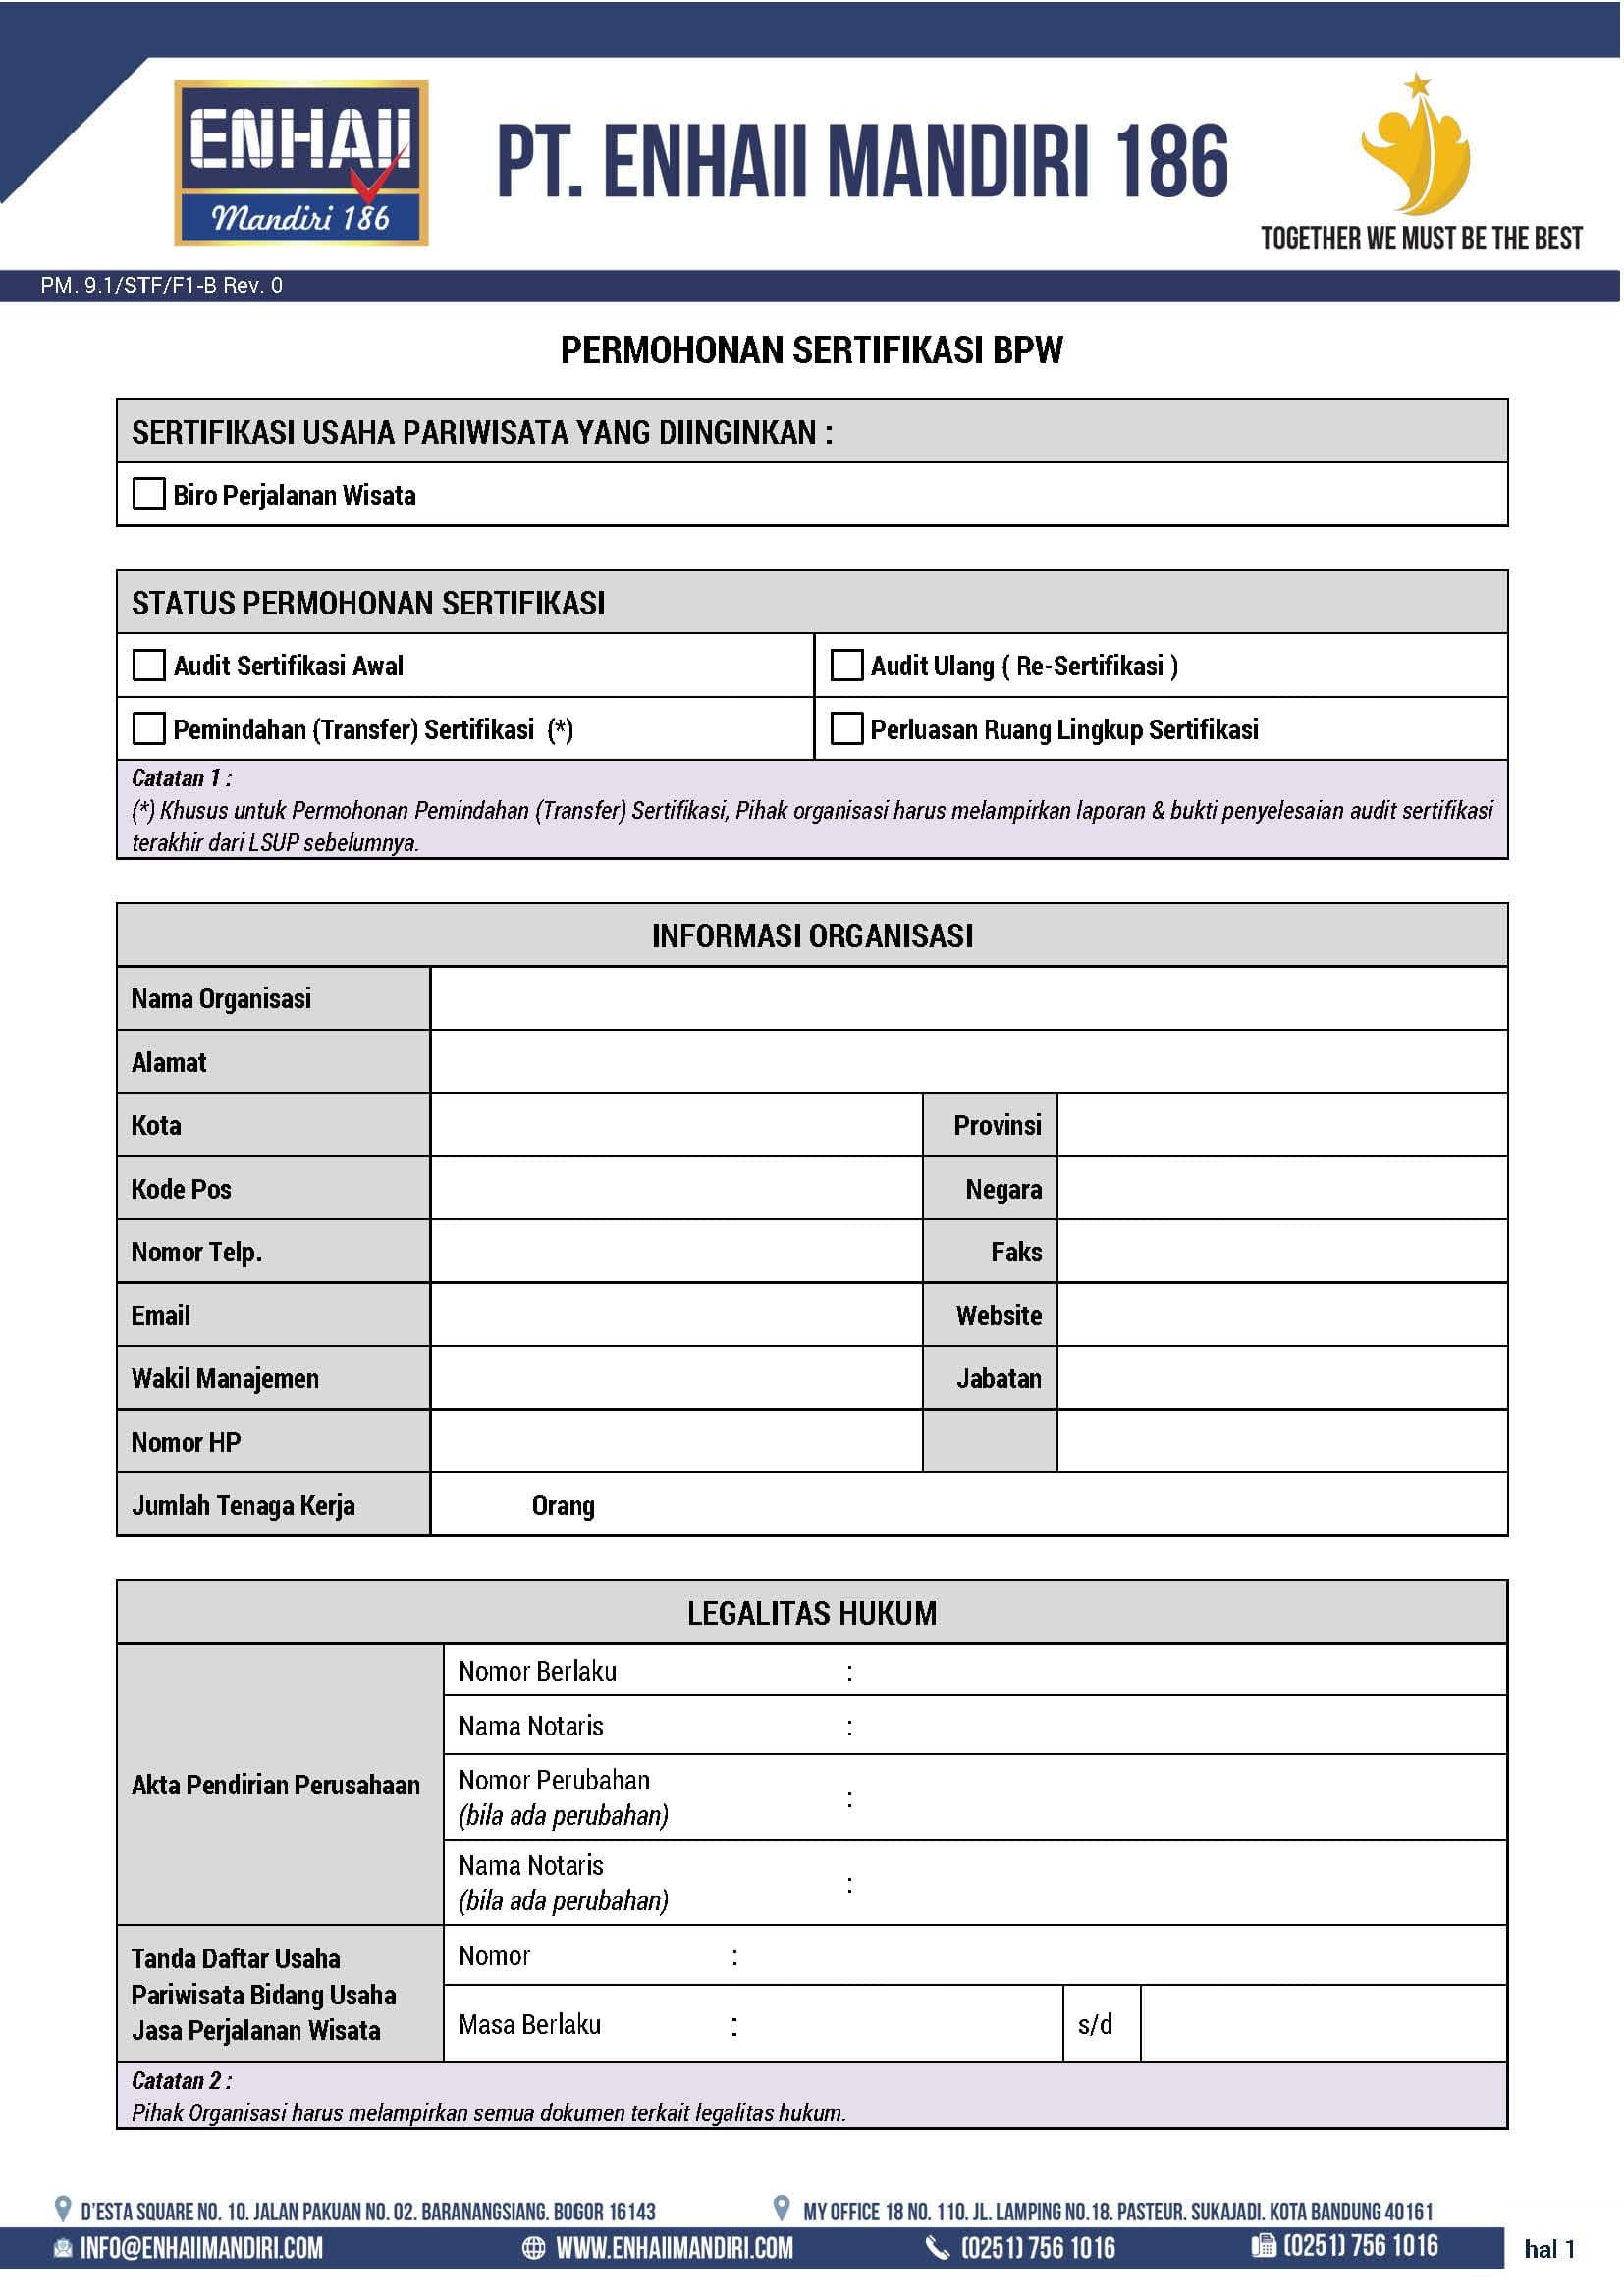 ENHAII
Mandiri 186
PT. ENHAII MANDIRI 186
TOGETHER WE MUST BE THE BEST
PM. 9.1/STF/F1-B Rev. 0
PERMOHONAN SERTIFIKASI BPW
SERTIFIKASI USAHA PARIWISATA YANG DIINGINKAN :
Biro Perjalanan Wisata
STATUS PERMOHONAN SERTIFIKASI
Audit Sertifikasi Awal
Audit Ulang ( Re-Sertifikasi )
Pemindahan (Transfer) Sertifikasi (*)
Perluasan Ruang Lingkup Sertifikasi
Catatan 1 :
(*) Khusus untuk Permohonan Pemindahan (Transfer) Sertifikasi, Pihak organisasi harus melampirkan laporan & bukti penyelesaian audit sertifikasi
terakhir dari LSUP sebelumnya.
INFORMASI ORGANISASI
Nama Organisasi
Alamat
Kota
Provinsi
Kode Pos
Negara
Nomor Telp.
Faks
Email
Website
Wakil Manajemen
Jabatan
Nomor HP
Jumlah Tenaga Kerja
Orang
LEGALITAS HUKUM
Akta Pendirian Perusahaan
Nomor Berlaku :
Nama Notaris :
Nomor Perubahan
(bila ada perubahan) :
Nama Notaris
(bila ada perubahan) :
Tanda Daftar Usaha
Pariwisata Bidang Usaha
Jasa Perjalanan Wisata
Nomor :
Masa Berlaku : s/d
Catatan 2 :
Pihak Organisasi harus melampirkan semua dokumen terkait legalitas hukum.
D'ESTA SQUARE NO. 10. JALAN PAKUAN NO. 02. BARANANGSIANG. BOGOR 16143
MY OFFICE 18 NO. 110. JL. LAMPING NO.18. PASTEUR. SUKAJADI. KOTA BANDUNG 40161
INFO@ENHAIIMANDIRI.COM
WWW.ENHAIIMANDIRI.COM
(0251) 756 1016
(0251) 756 1016
hal 1